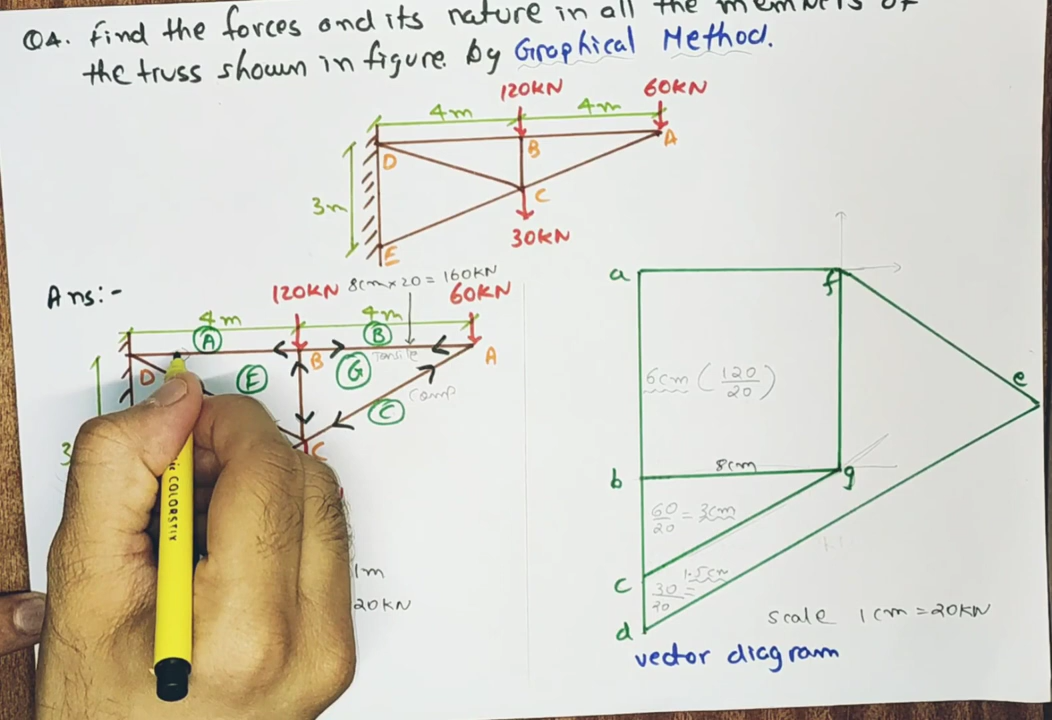 Q4. Find the forces and its nature in all the members of
the truss shown in figure by Graphical Method.
120KN 60KN
4m 4m
D B A
3m
C
30KN
E
Ans:-
8cm×20 = 160KN
120KN 60KN
4m 4m
A B
D B Tensile A
E G
C Comp
3
C
1m
20KN
a f
6cm (120/20)
e
b 8cm g
60/20 = 3cm
c 30/20 = 1.5cm
d
scale 1cm = 20KN
vector diagram
COLORSTIX